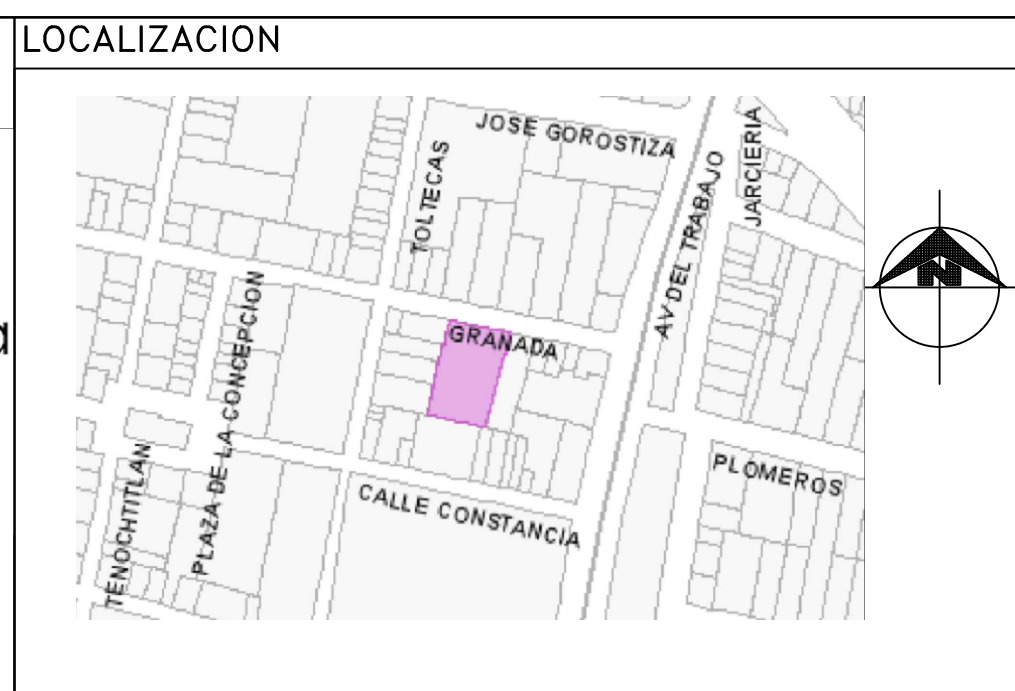 LOCALIZACION
JOSE GOROSTIZA
TOLTECAS
AV DEL TRABAJO
JARCIERIA
N
GRANADA
PLAZA DE LA CONCEPCION
TENOCHTITLAN
CALLE CONSTANCIA
PLOMEROS